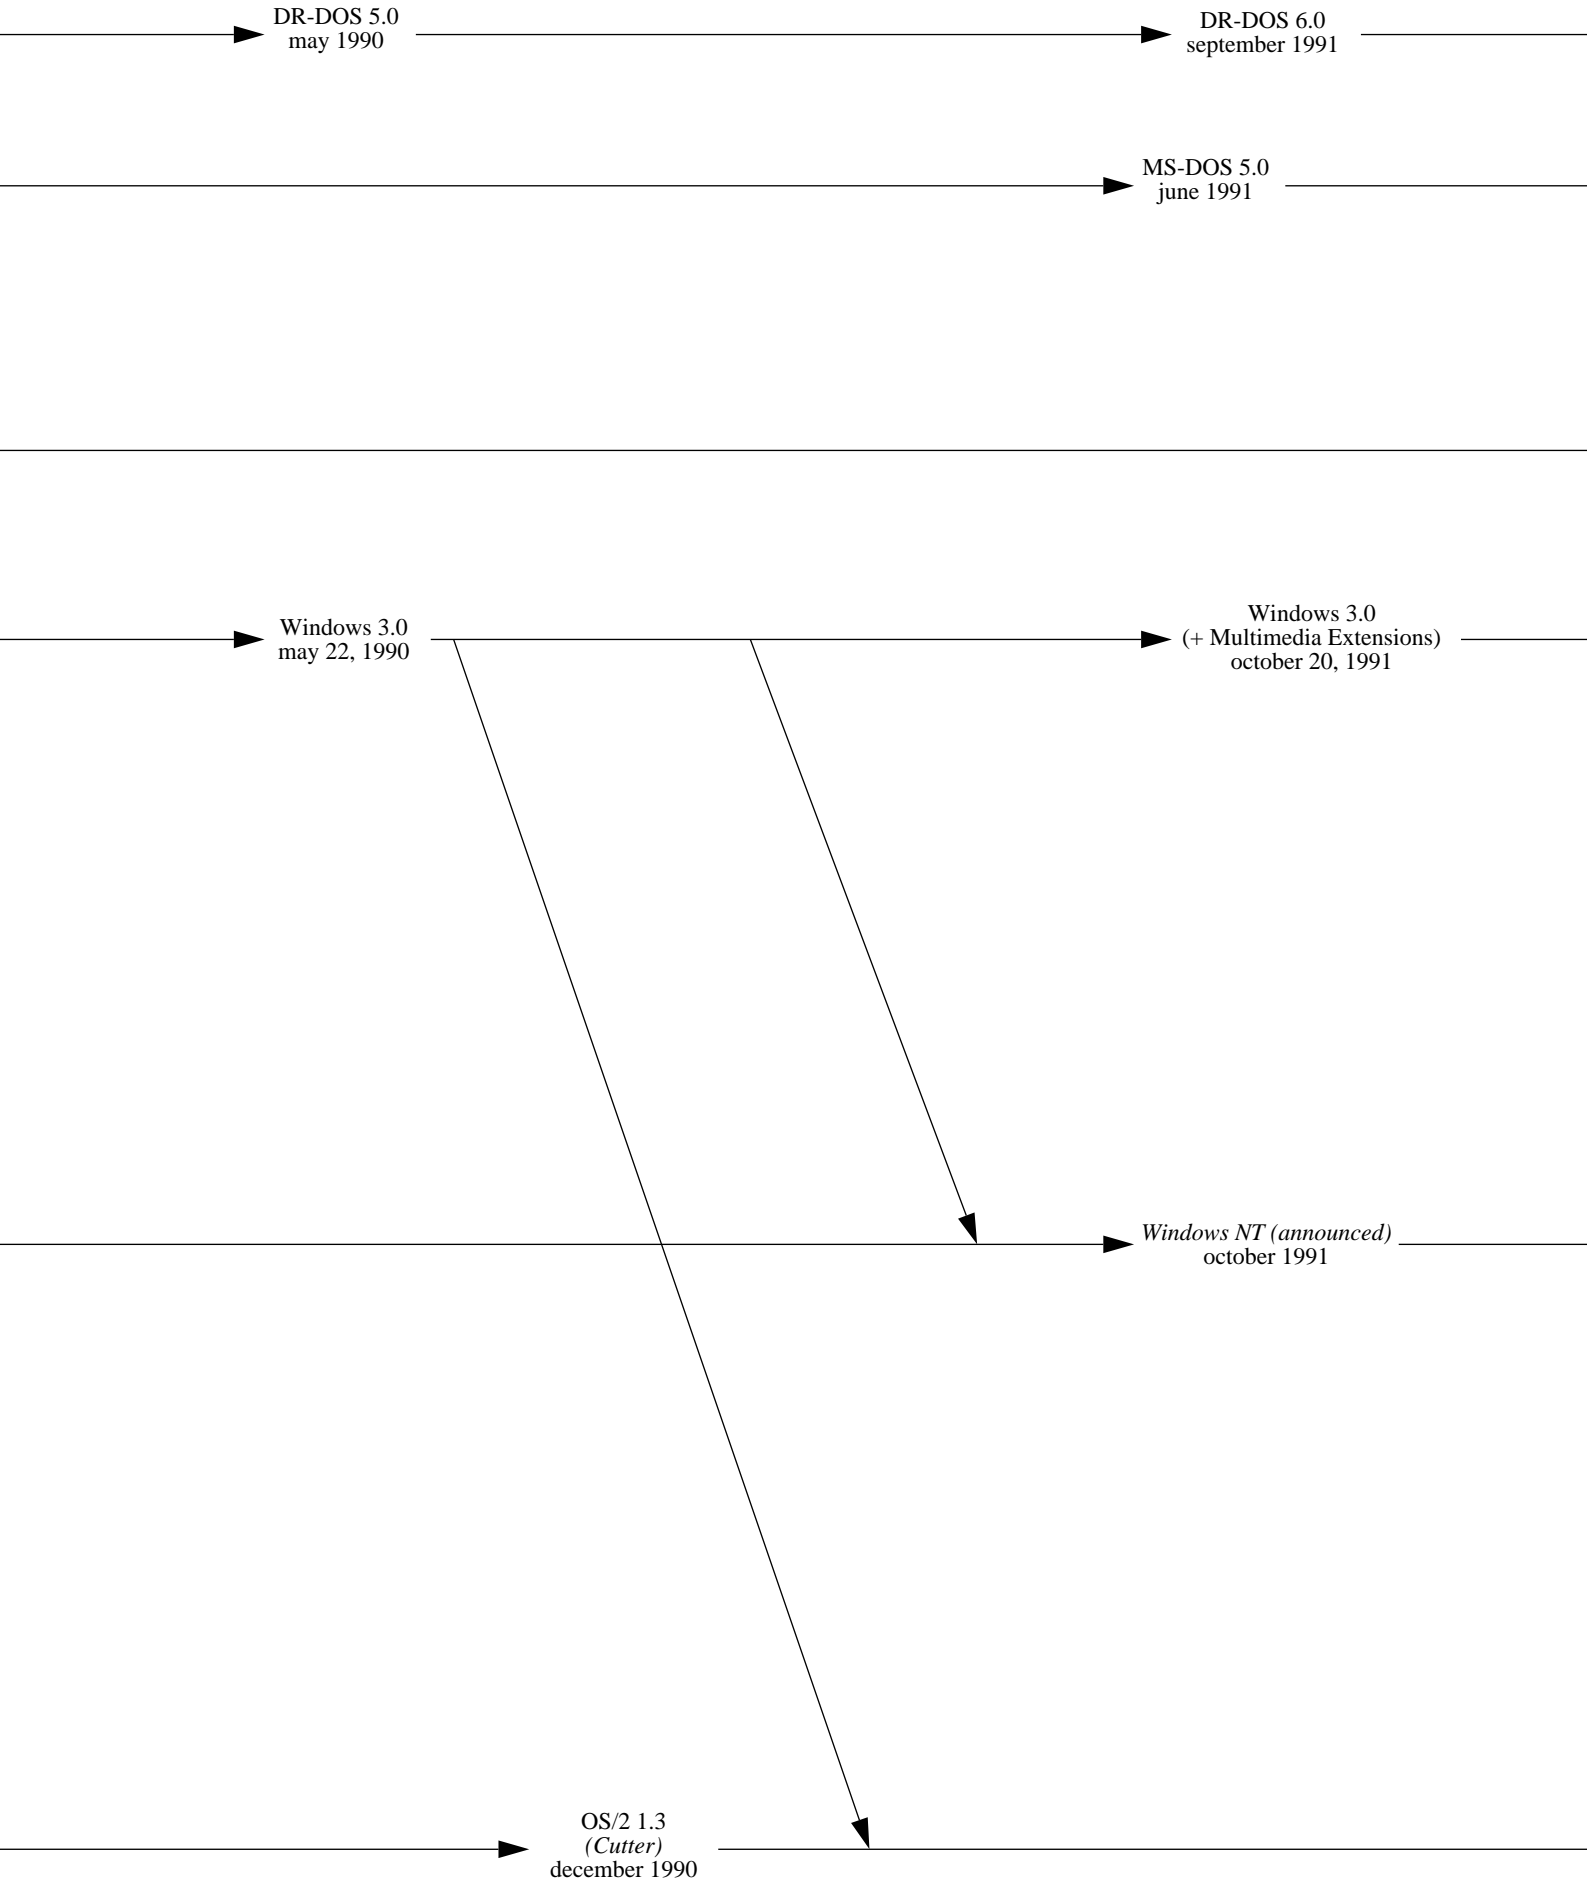 DR-DOS 5.0
may 1990
DR-DOS 6.0
september 1991
MS-DOS 5.0
june 1991
Windows 3.0
may 22, 1990
Windows 3.0
(+ Multimedia Extensions)
october 20, 1991
Windows NT (announced)
october 1991
OS/2 1.3
(Cutter)
december 1990